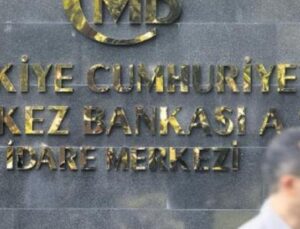 MB
KİYE CUMHURİYE
KEZ BANKASI A
İDARE MERKEZİ